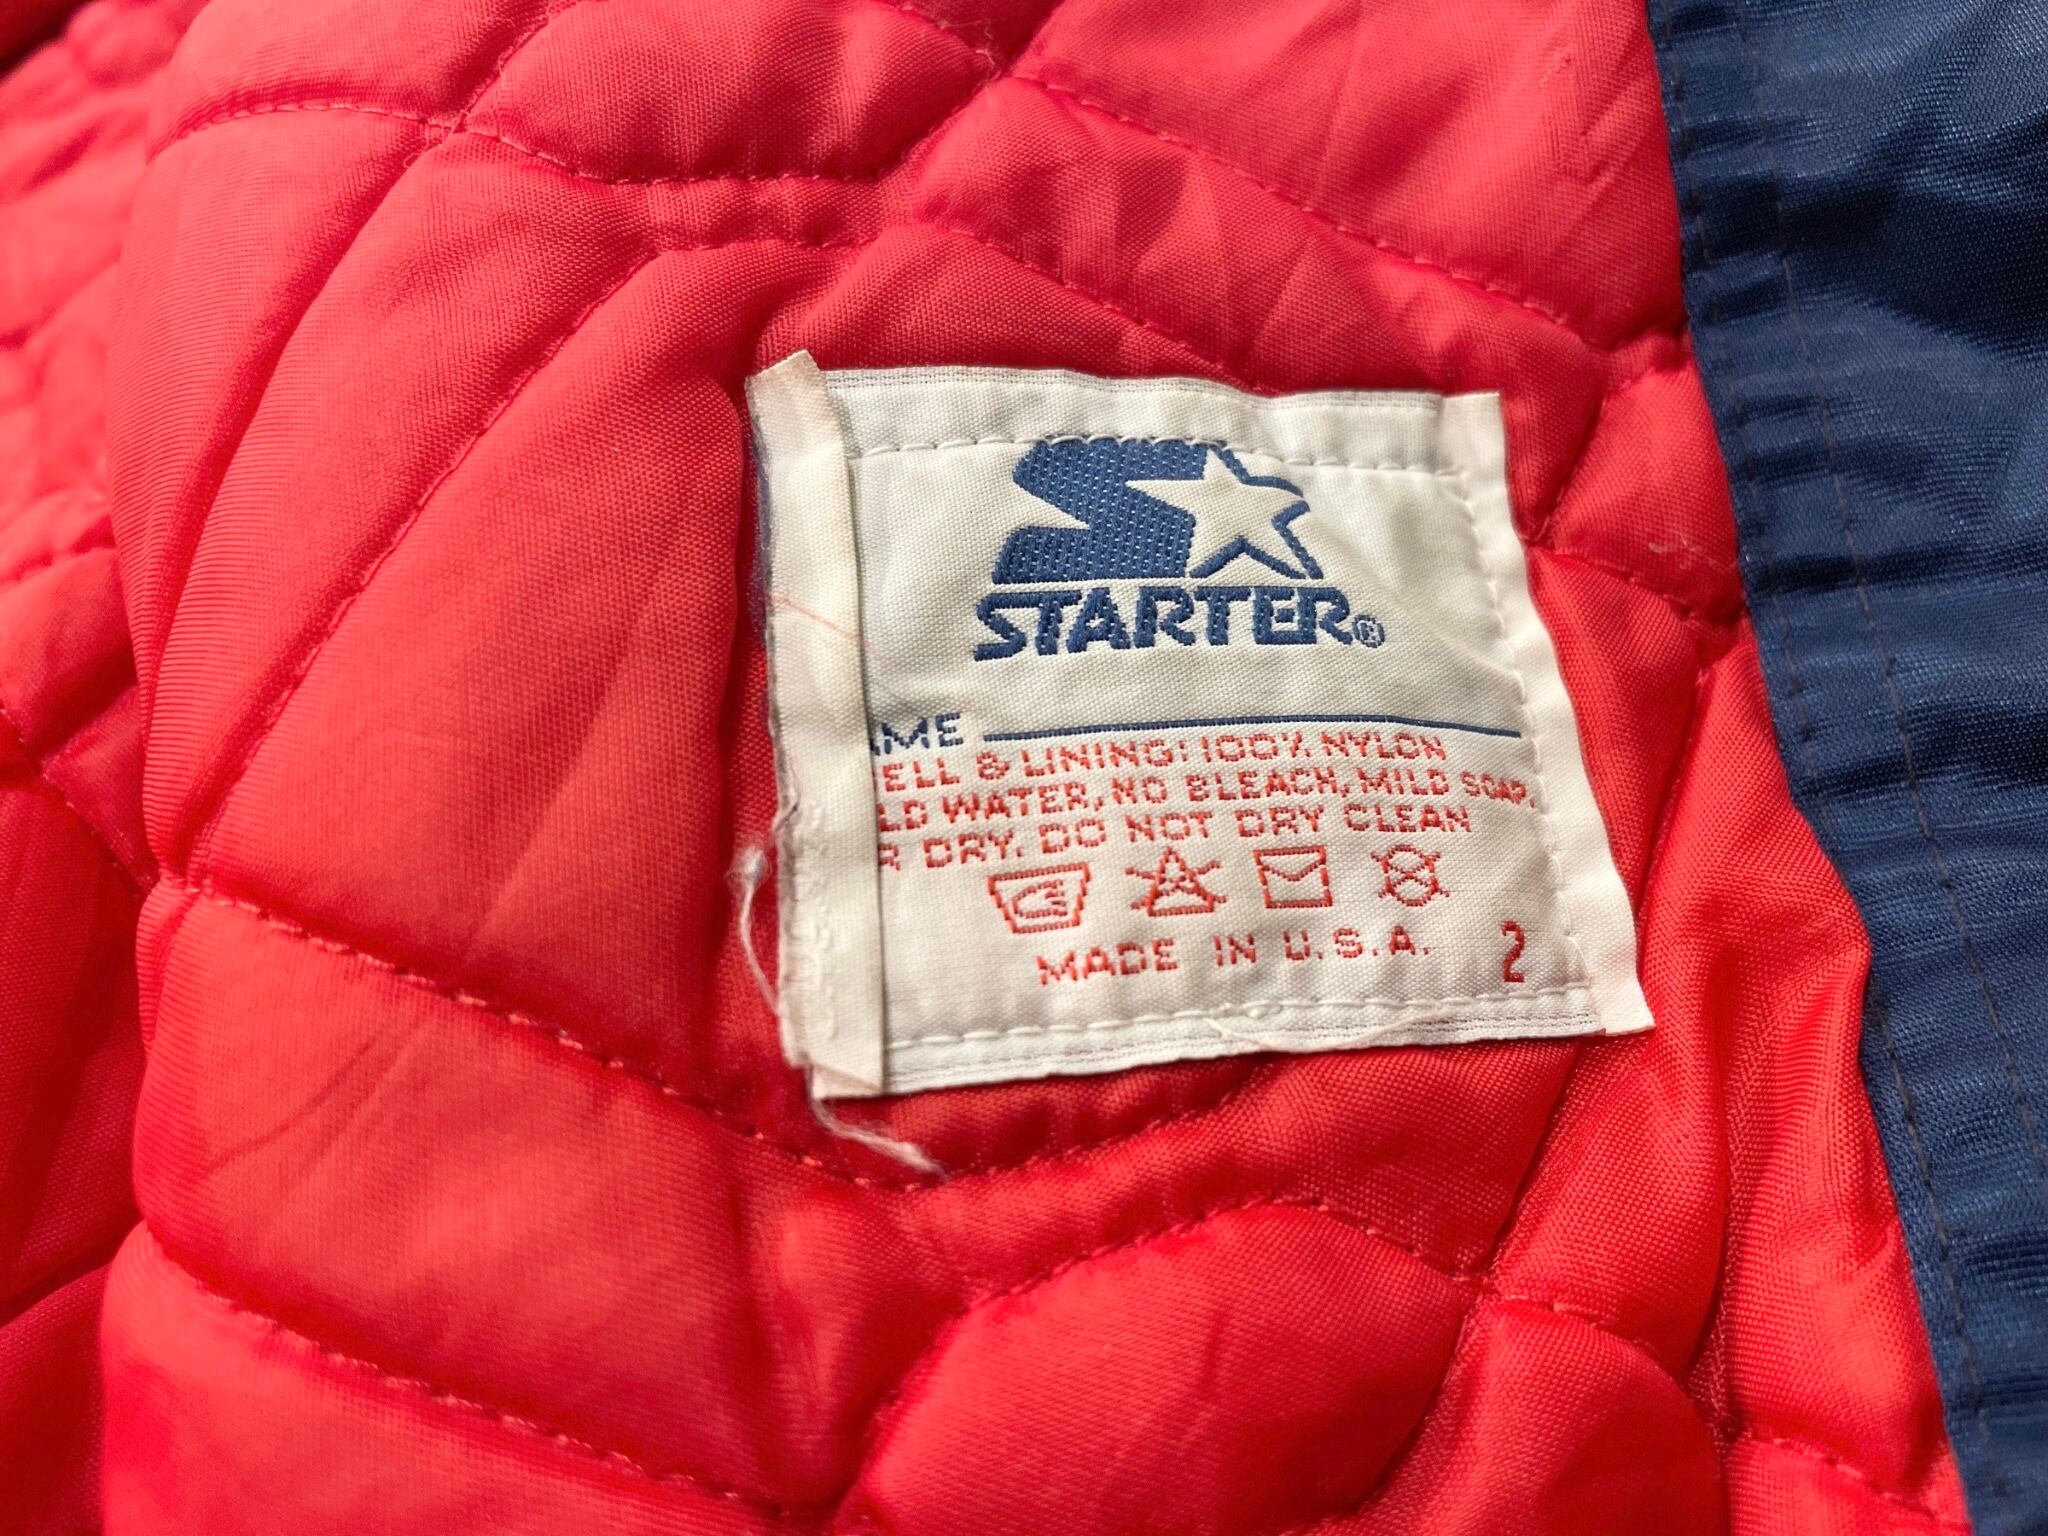 STARTER®
AME
ELL & LINING: 100% NYLON
LD WATER, NO BLEACH, MILD SOAP.
R DRY. DO NOT DRY CLEAN
MADE IN U.S.A.
2